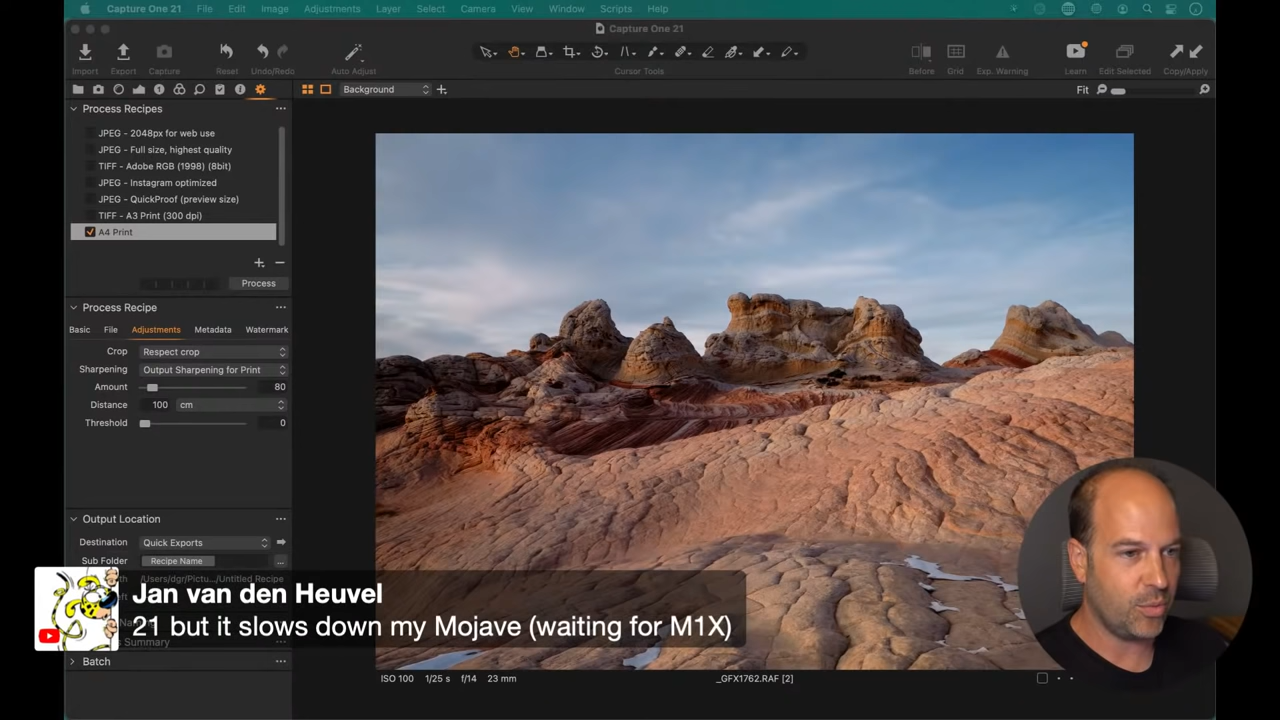 Capture One 21 File Edit Image Adjustments Layer Select Camera View Window Scripts Help
Capture One 21
Import Export Capture Reset Undo/Redo Auto Adjust Cursor Tools Before Grid Exp. Warning Learn Edit Selected Copy/Apply
Background
Fit
Process Recipes
JPEG - 2048px for web use
JPEG - Full size, highest quality
TIFF - Adobe RGB (1998) (8bit)
JPEG - Instagram optimized
JPEG - QuickProof (preview size)
TIFF - A3 Print (300 dpi)
A4 Print
Process
Process Recipe
Basic File Adjustments Metadata Watermark
Crop Respect crop
Sharpening Output Sharpening for Print
Amount 80
Distance 100 cm
Threshold 0
Output Location
Destination Quick Exports
Sub Folder Recipe Name
/Users/dgr/Pictu.../Untitled Recipe
Jan van den Heuvel
21 but it slows down my Mojave (waiting for M1X)
Summary
Batch
ISO 100 1/25 s f/14 23 mm
_GFX1762.RAF [2]